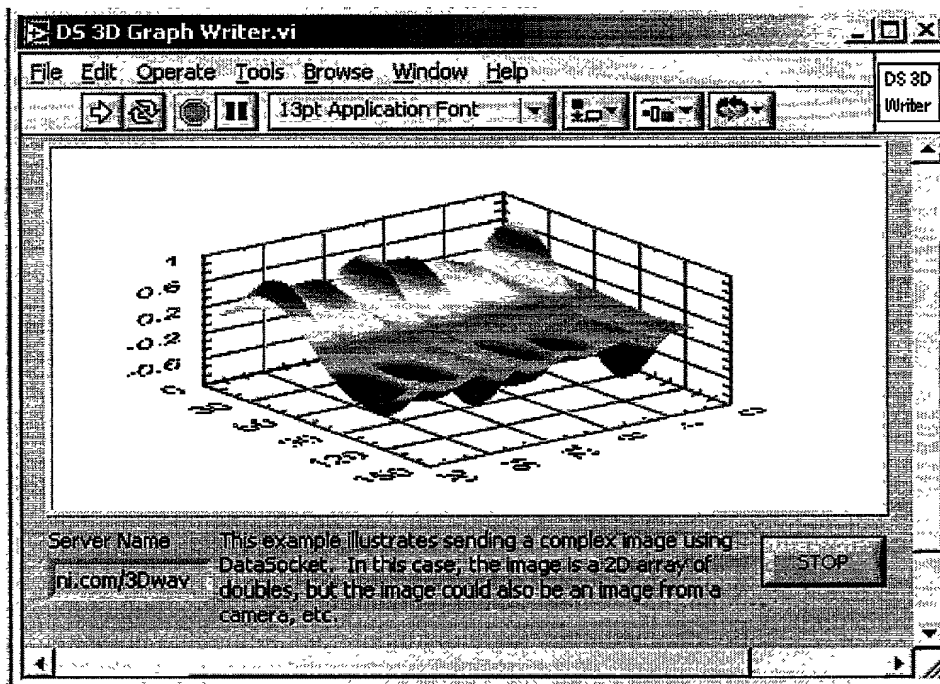 DS 3D Graph Writer.vi
File Edit Operate Tools Browse Window Help
DS 3D
Writer
13pt Application Font
1
0.6
0.2
-0.2
-0.6
0
Server Name
ni.com/3Dwav
This example illustrates sending a complex image using
DataSocket. In this case, the image is a 2D array of
doubles, but the image could also be an image from a
camera, etc.
STOP